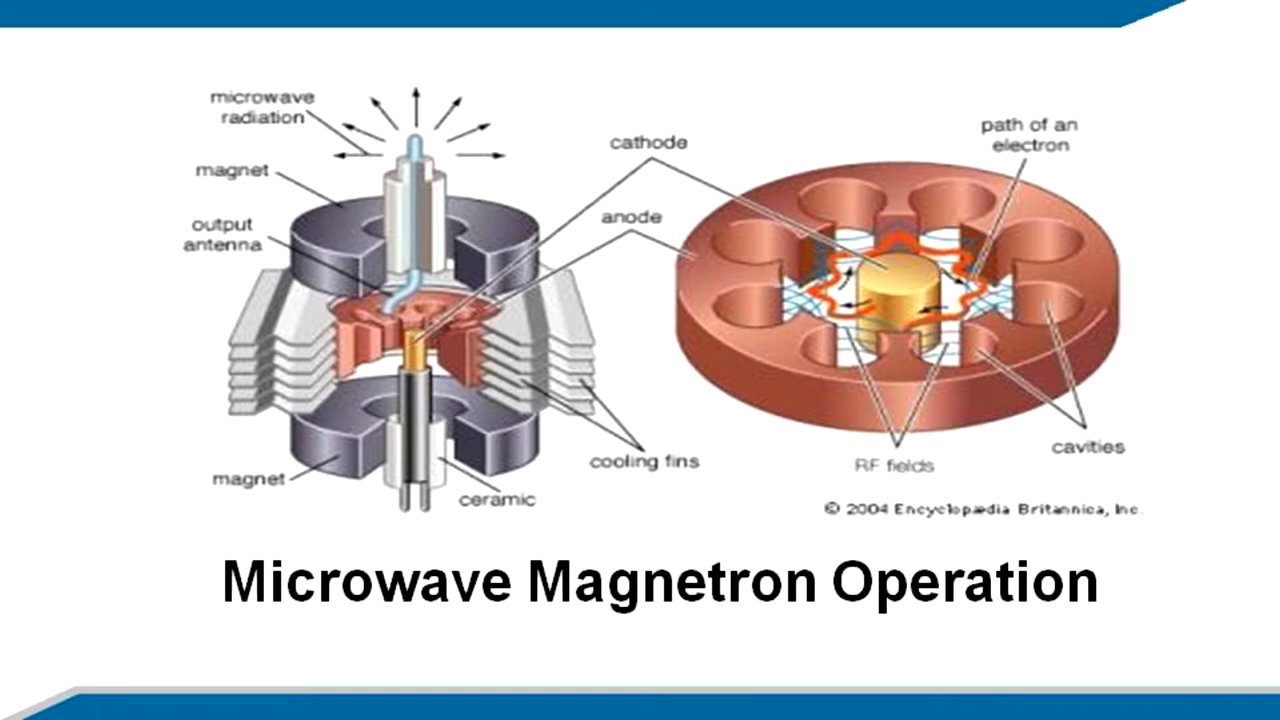 microwave
radiation
magnet
output
antenna
cathode
anode
path of an
electron
cooling fins
magnet
ceramic
RF fields
cavities
© 2004 Encyclopædia Britannica, Inc.
Microwave Magnetron Operation